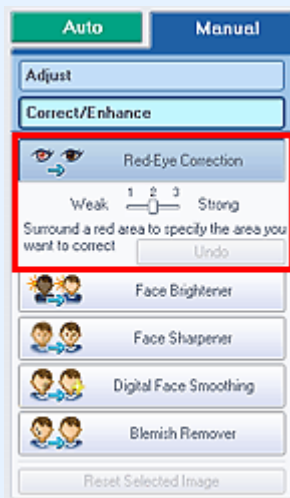 Auto Manual
Adjust
Correct/Enhance
Red-Eye Correction
1 2 3
Weak Strong
Surround a red area to specify the area you
want to correct Undo
Face Brightener
Face Sharpener
Digital Face Smoothing
Blemish Remover
Reset Selected Image